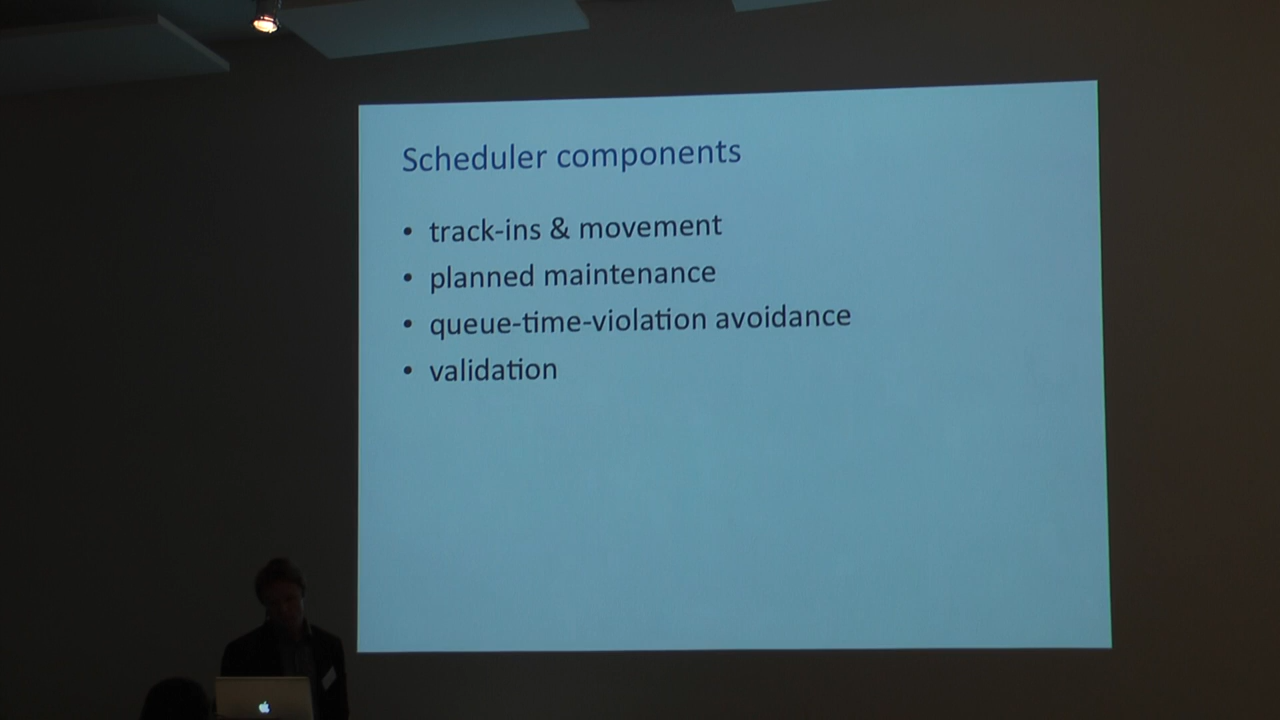 Scheduler components
• track-ins & movement
• planned maintenance
• queue-time-violation avoidance
• validation